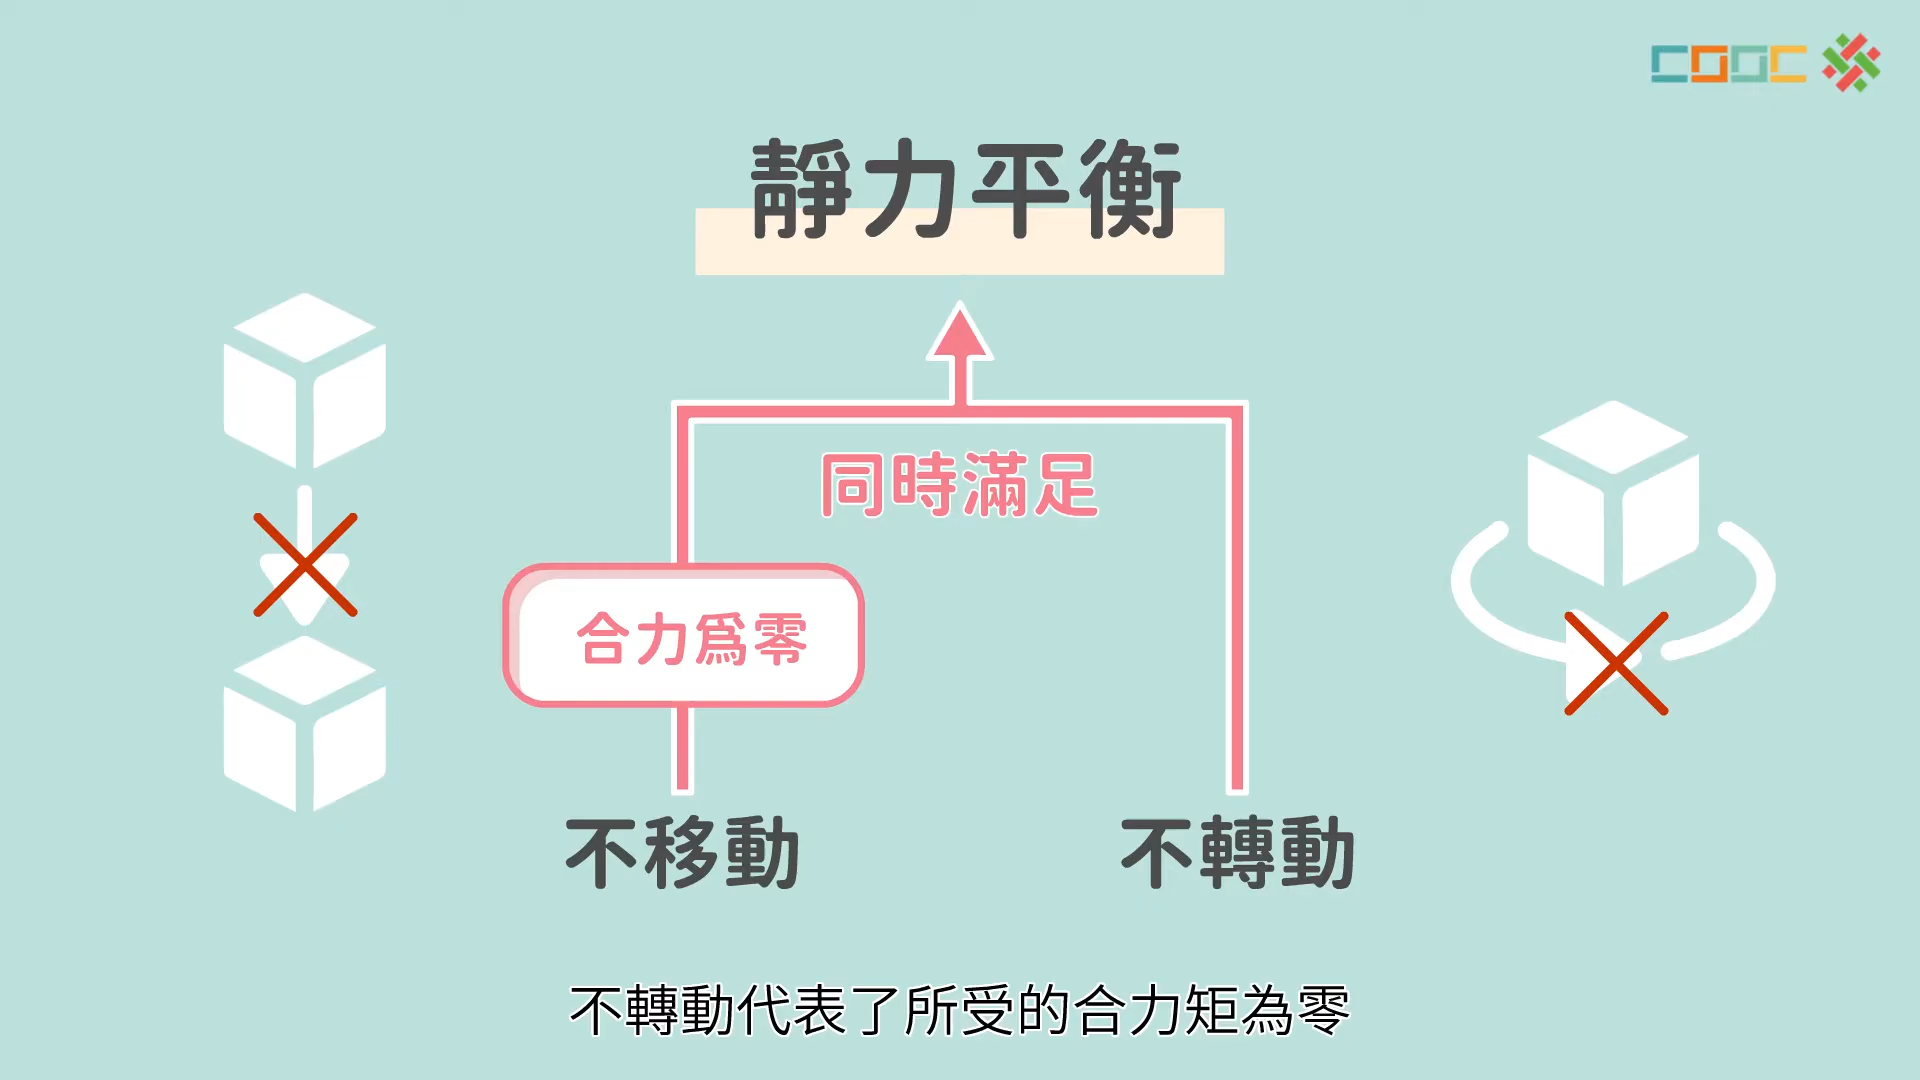 COOC
靜力平衡
同時滿足
合力爲零
不移動
不轉動
不轉動代表了所受的合力矩為零